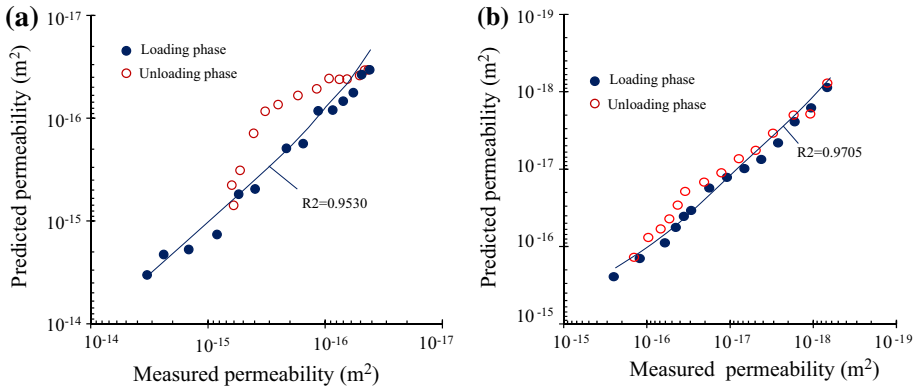 (a)
10-17
Predicted permeability (m2)
Loading phase
Unloading phase
10-16
R2=0.9530
10-15
10-14
10-14 10-15 10-16 10-17
Measured permeability (m2)
(b)
10-19
Predicted permeability (m2)
Loading phase
Unloading phase
10-18
R2=0.9705
10-17
10-16
10-15
10-15 10-16 10-17 10-18 10-19
Measured permeability (m2)